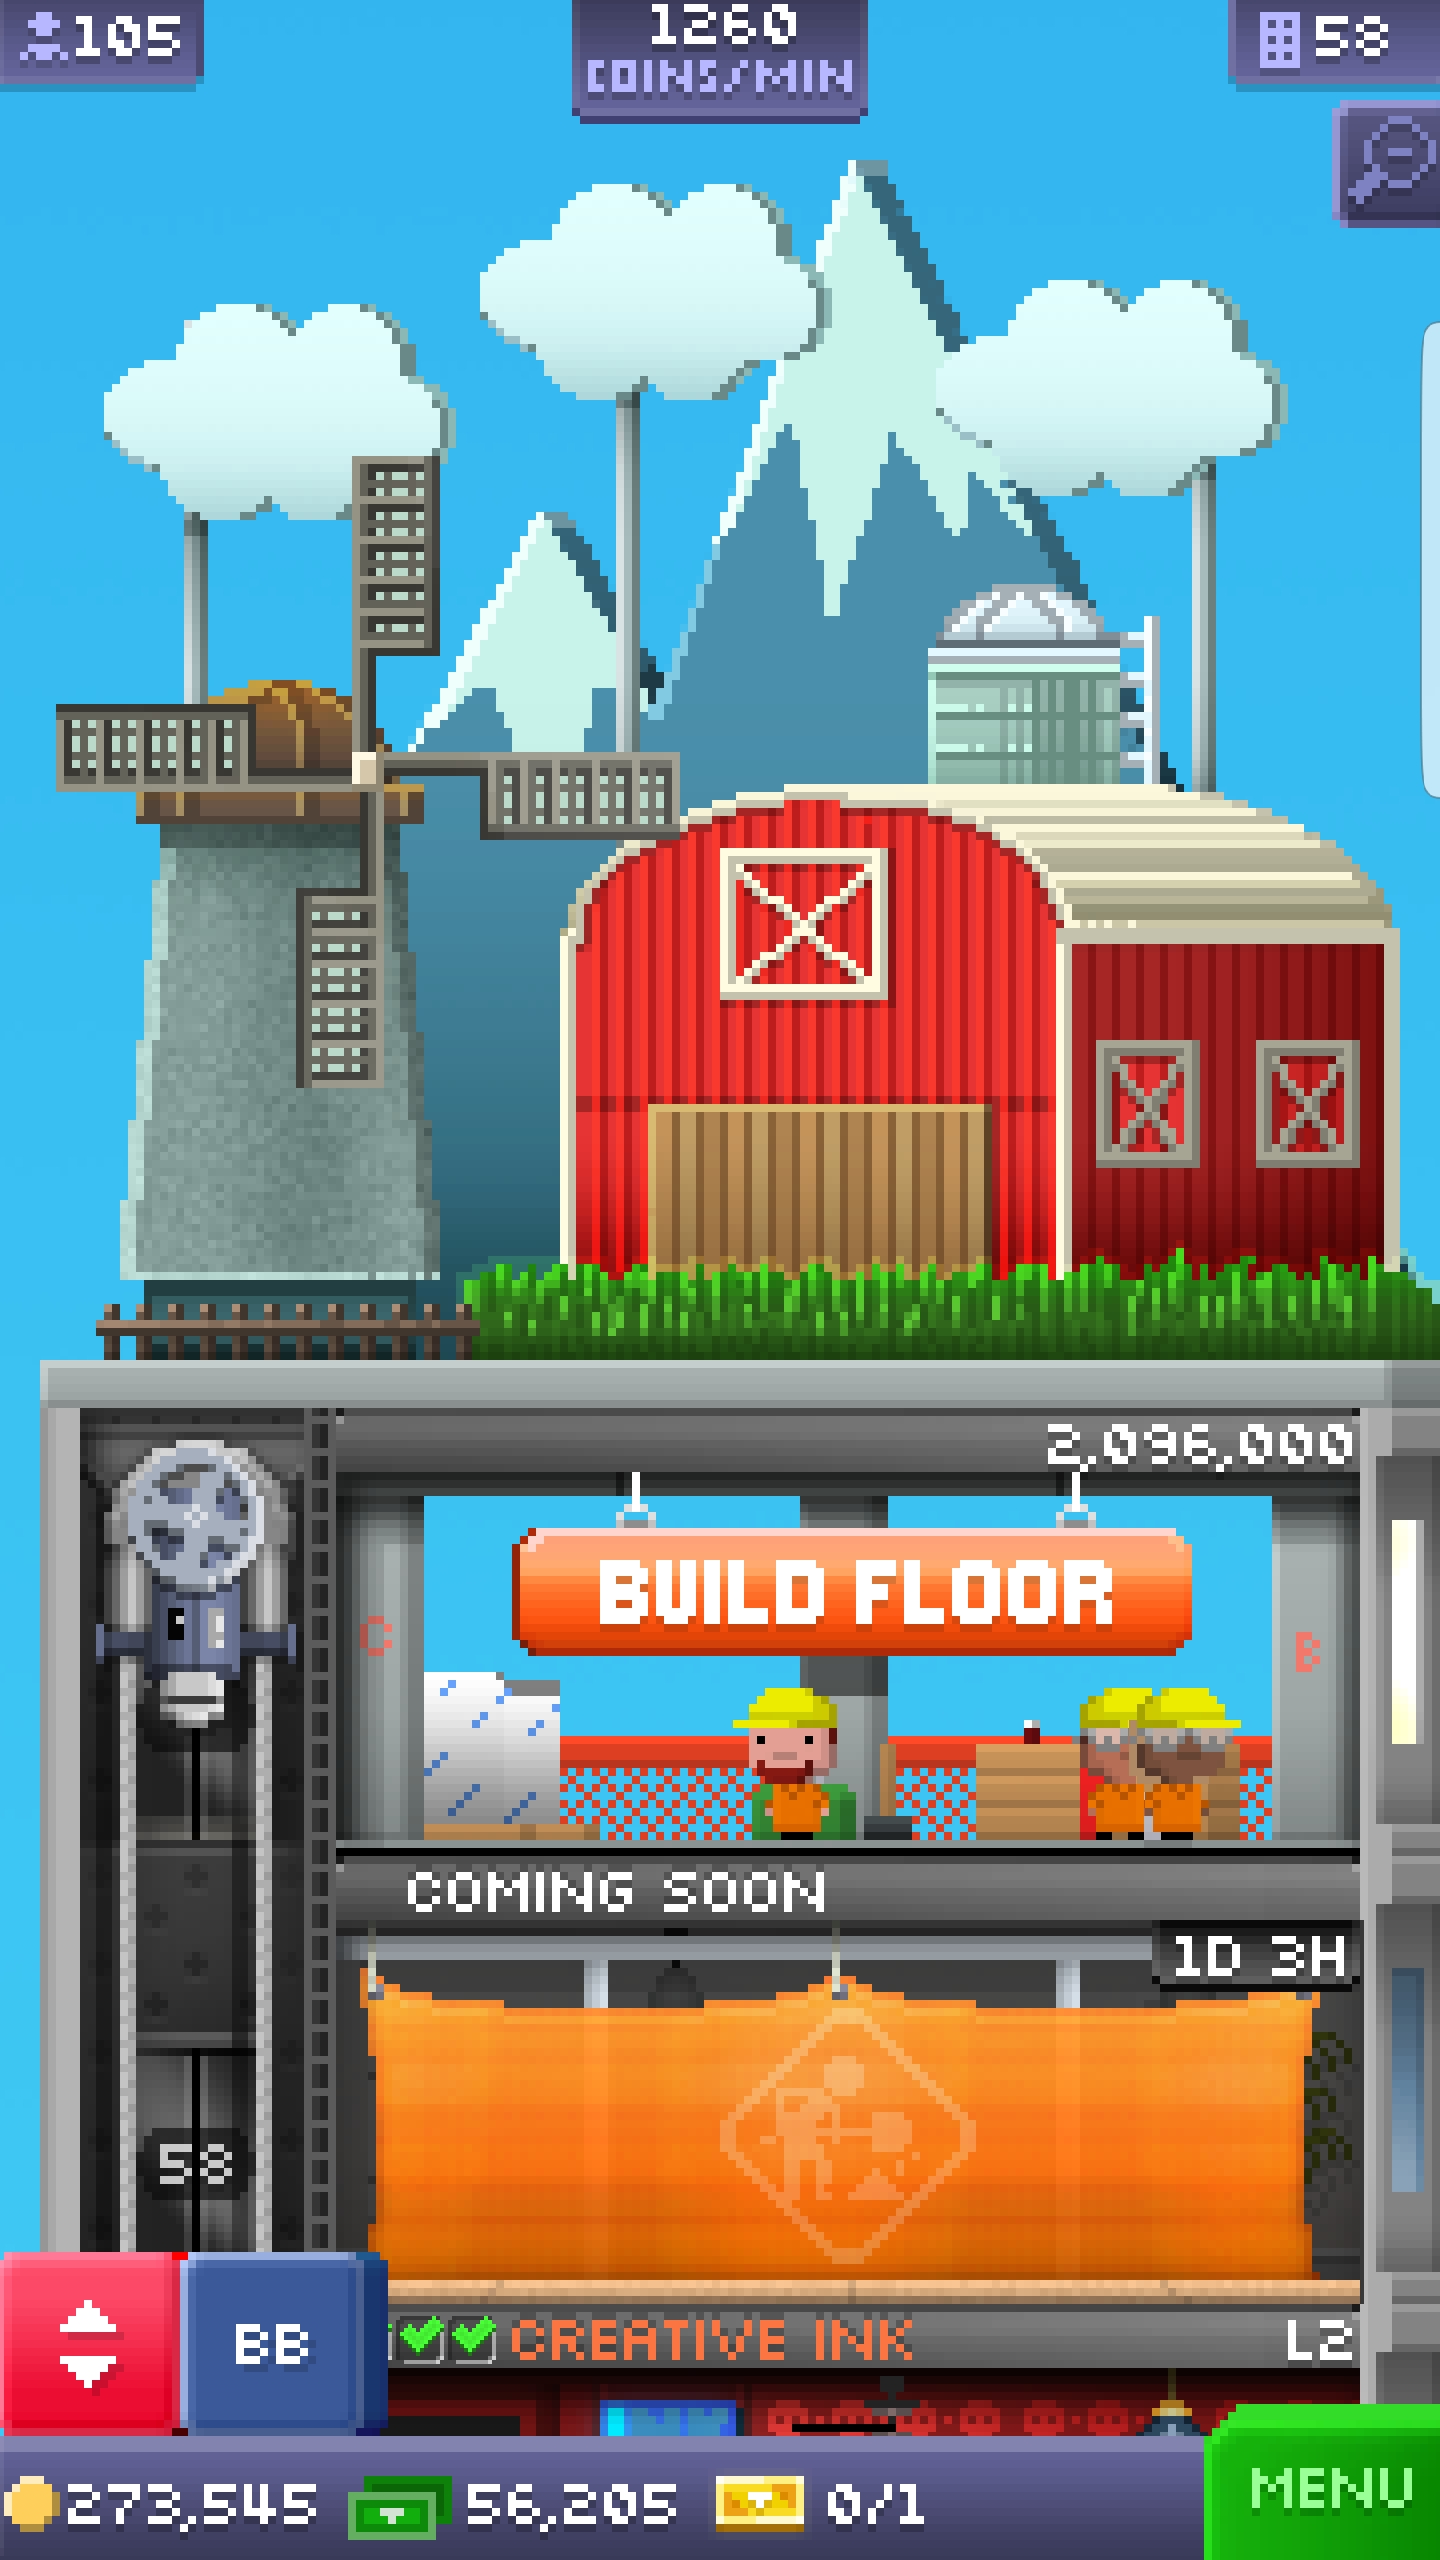 105
1260
COINS/MIN
58
2,096,000
BUILD FLOOR
C
B
COMING SOON
1D 3H
58
BB
CREATIVE INK
L2
273,545
56,205
0/1
MENU